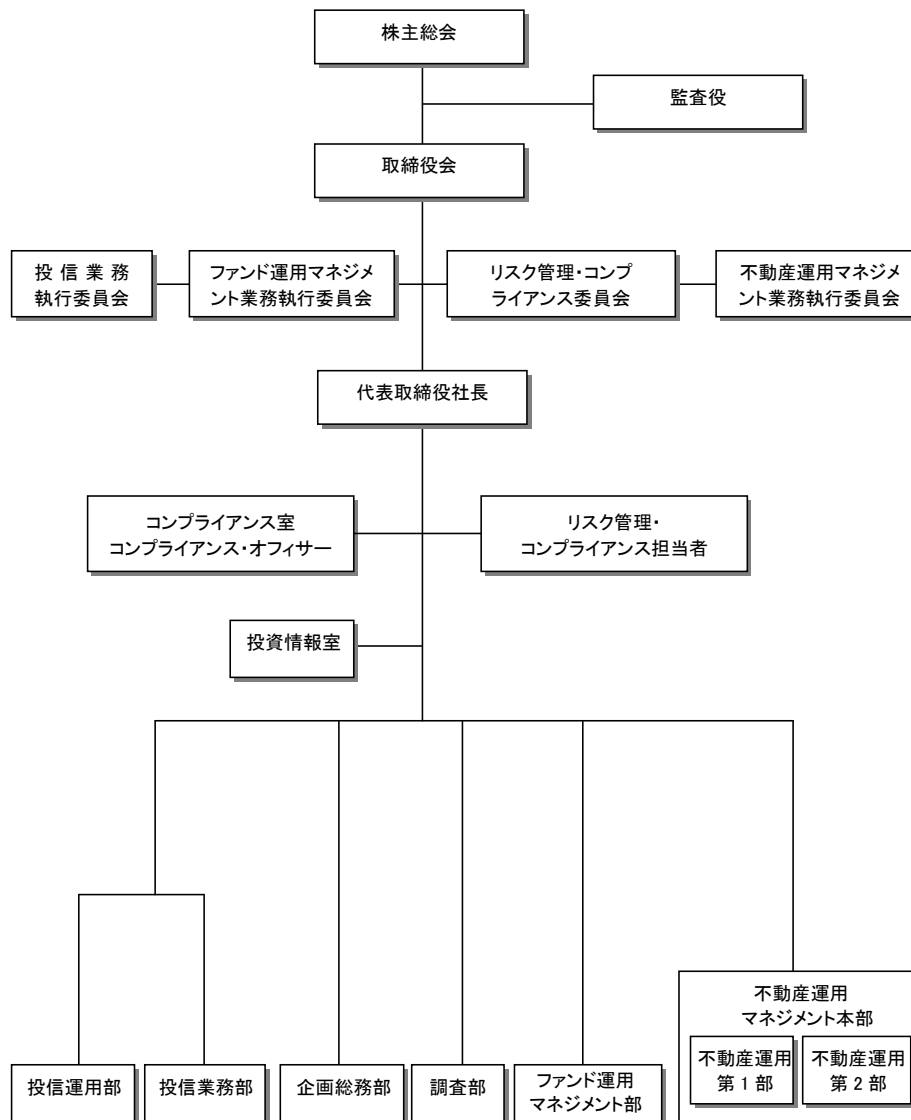 株主総会
監査役
取締役会
投 信 業 務
執行委員会
ファンド運用マネジメ
ント業務執行委員会
リスク管理・コンプ
ライアンス委員会
不動産運用マネジメ
ント業務執行委員会
代表取締役社長
コンプライアンス室
コンプライアンス・オフィサー
リスク管理・
コンプライアンス担当者
投資情報室
投信運用部
投信業務部
企画総務部
調査部
ファンド運用
マネジメント部
不動産運用
マネジメント本部
不動産運用
第 1 部
不動産運用
第 2 部